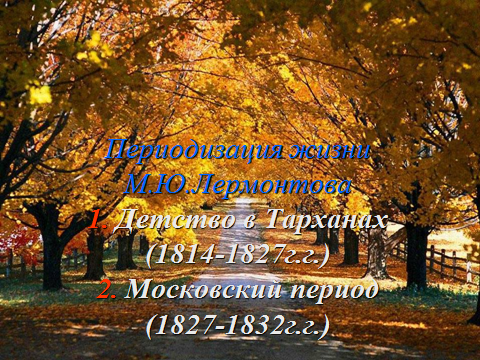 Периодизация жизни
М.Ю.Лермонтова
1. Детство в Тарханах
(1814-1827г.г.)
2. Московский период
(1827-1832г.г.)